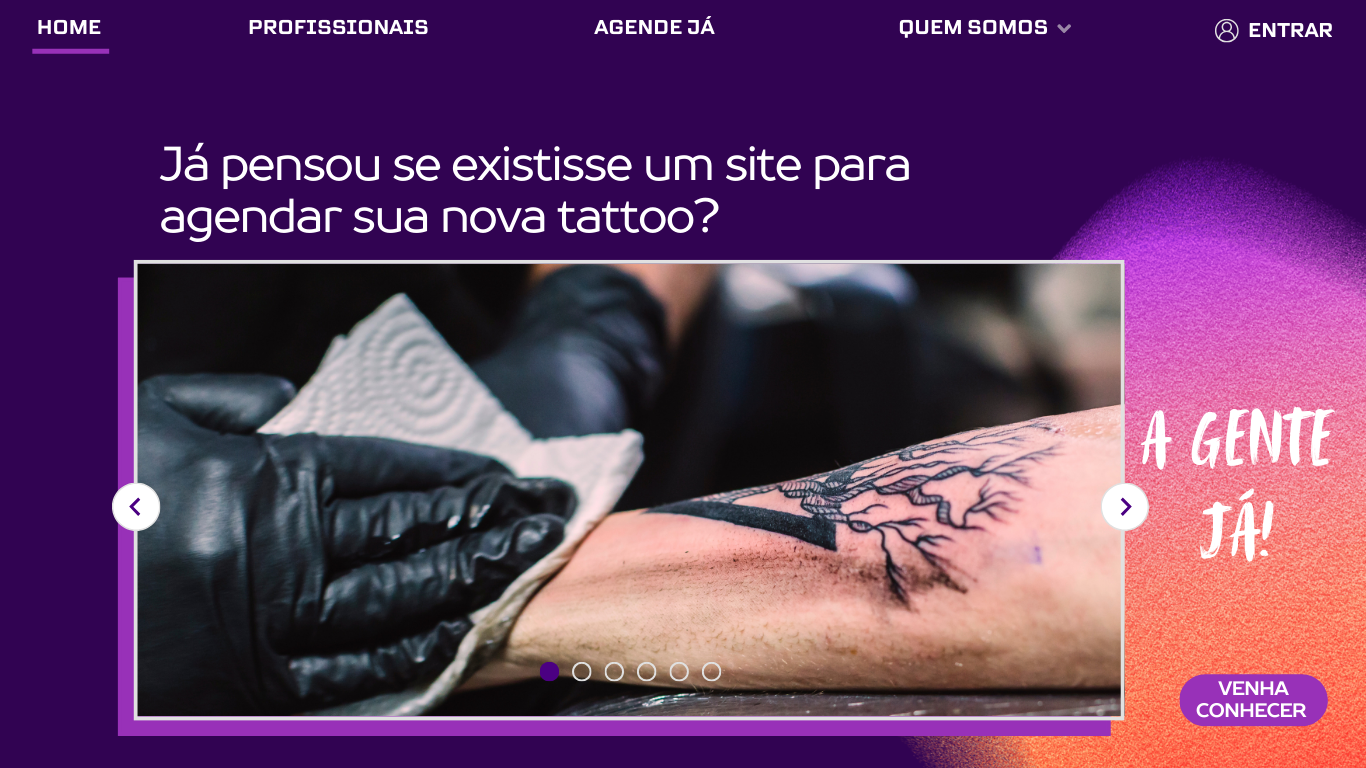 HOME
PROFISSIONAIS
AGENDE JÁ
QUEM SOMOS
ENTRAR
Já pensou se existisse um site para
agendar sua nova tattoo?
A GENTE
JÁ!
VENHA
CONHECER